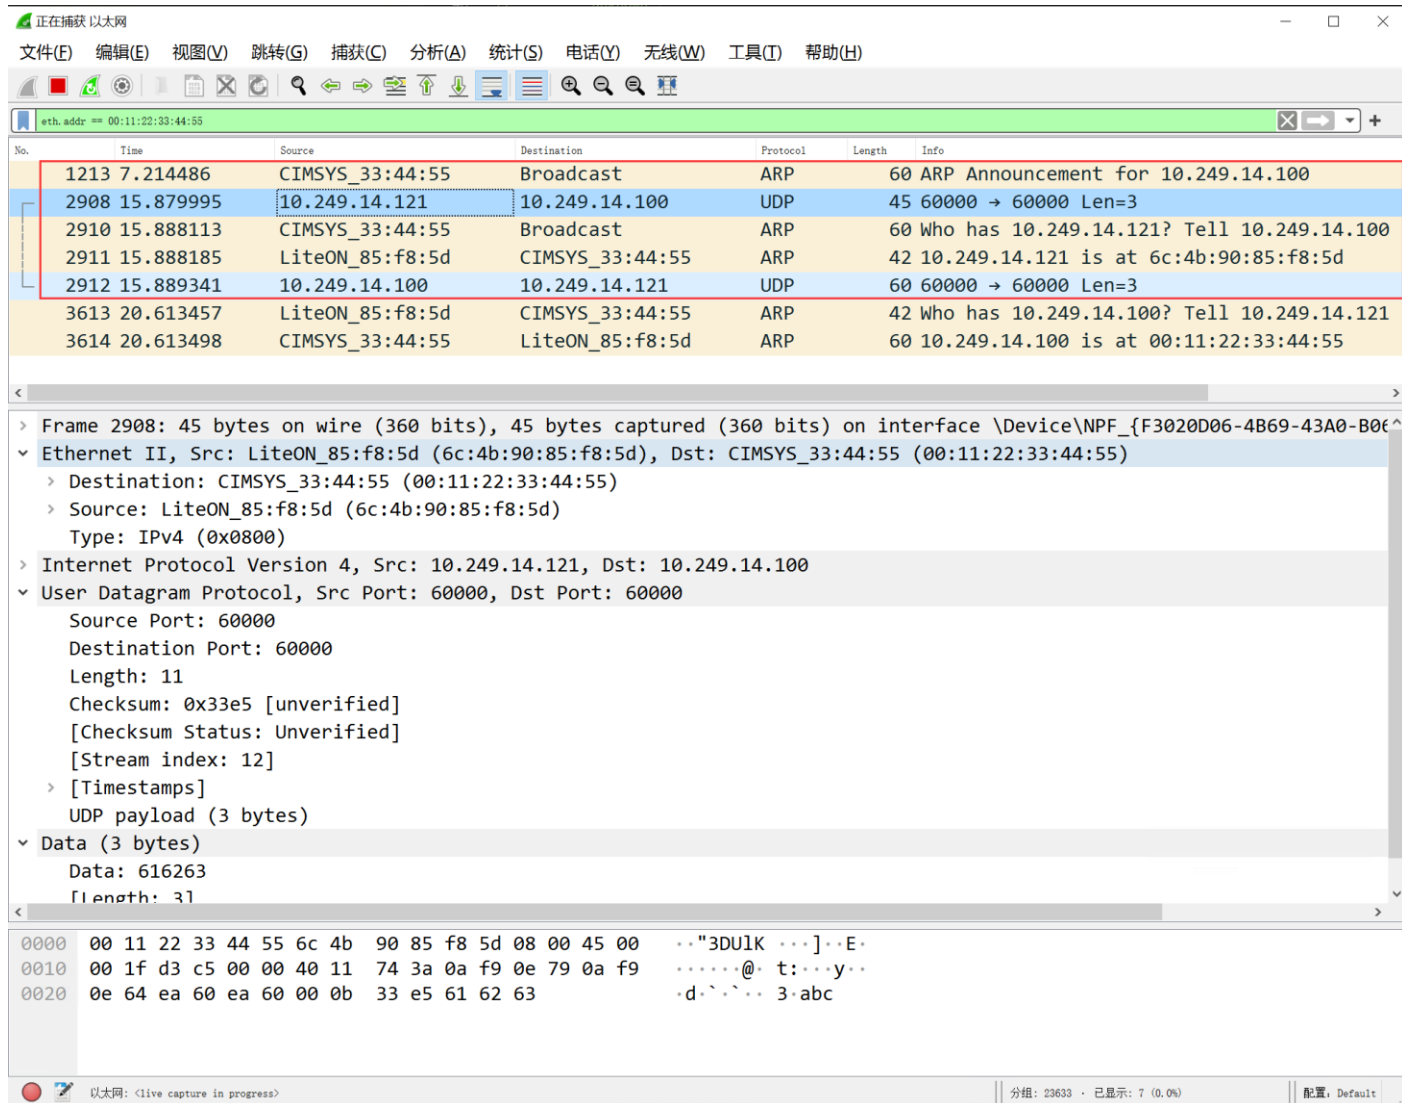 正在捕获 以太网
文件(F) 编辑(E) 视图(V) 跳转(G) 捕获(C) 分析(A) 统计(S) 电话(Y) 无线(W) 工具(T) 帮助(H)
eth.addr == 00:11:22:33:44:55
No. Time Source Destination Protocol Length Info
1213 7.214486 CIMSYS_33:44:55 Broadcast ARP 60 ARP Announcement for 10.249.14.100
2908 15.879995 10.249.14.121 10.249.14.100 UDP 45 60000 → 60000 Len=3
2910 15.888113 CIMSYS_33:44:55 Broadcast ARP 60 Who has 10.249.14.121? Tell 10.249.14.100
2911 15.888185 LiteON_85:f8:5d CIMSYS_33:44:55 ARP 42 10.249.14.121 is at 6c:4b:90:85:f8:5d
2912 15.889341 10.249.14.100 10.249.14.121 UDP 60 60000 → 60000 Len=3
3613 20.613457 LiteON_85:f8:5d CIMSYS_33:44:55 ARP 42 Who has 10.249.14.100? Tell 10.249.14.121
3614 20.613498 CIMSYS_33:44:55 LiteON_85:f8:5d ARP 60 10.249.14.100 is at 00:11:22:33:44:55
Frame 2908: 45 bytes on wire (360 bits), 45 bytes captured (360 bits) on interface \Device\NPF_{F3020D06-4B69-43A0-B06
Ethernet II, Src: LiteON_85:f8:5d (6c:4b:90:85:f8:5d), Dst: CIMSYS_33:44:55 (00:11:22:33:44:55)
Destination: CIMSYS_33:44:55 (00:11:22:33:44:55)
Source: LiteON_85:f8:5d (6c:4b:90:85:f8:5d)
Type: IPv4 (0x0800)
Internet Protocol Version 4, Src: 10.249.14.121, Dst: 10.249.14.100
User Datagram Protocol, Src Port: 60000, Dst Port: 60000
Source Port: 60000
Destination Port: 60000
Length: 11
Checksum: 0x33e5 [unverified]
[Checksum Status: Unverified]
[Stream index: 12]
[Timestamps]
UDP payload (3 bytes)
Data (3 bytes)
Data: 616263
[Length: 3]
0000 00 11 22 33 44 55 6c 4b 90 85 f8 5d 08 00 45 00 ··"3DUlK ···]··E·
0010 00 1f d3 c5 00 00 40 11 74 3a 0a f9 0e 79 0a f9 ······@· t:···y··
0020 0e 64 ea 60 ea 60 00 0b 33 e5 61 62 63 ·d·`·`·· 3·abc
以太网: <live capture in progress> 分组: 23633 · 已显示: 7 (0.0%) 配置: Default